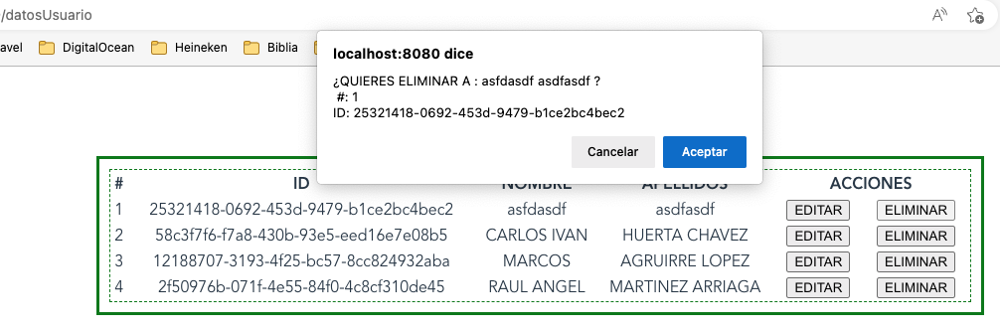 /datosUsuario
avel DigitalOcean Heineken Biblia
localhost:8080 dice
¿QUIERES ELIMINAR A : asfdasdf asdfasdf ?
#: 1
ID: 25321418-0692-453d-9479-b1ce2bc4bec2
Cancelar Aceptar
# ID NOMBRE APELLIDOS ACCIONES
1 25321418-0692-453d-9479-b1ce2bc4bec2 asfdasdf asdfasdf EDITAR ELIMINAR
2 58c3f7f6-f7a8-430b-93e5-eed16e7e08b5 CARLOS IVAN HUERTA CHAVEZ EDITAR ELIMINAR
3 12188707-3193-4f25-bc57-8cc824932aba MARCOS AGRUIRRE LOPEZ EDITAR ELIMINAR
4 2f50976b-071f-4e55-84f0-4c8cf310de45 RAUL ANGEL MARTINEZ ARRIAGA EDITAR ELIMINAR